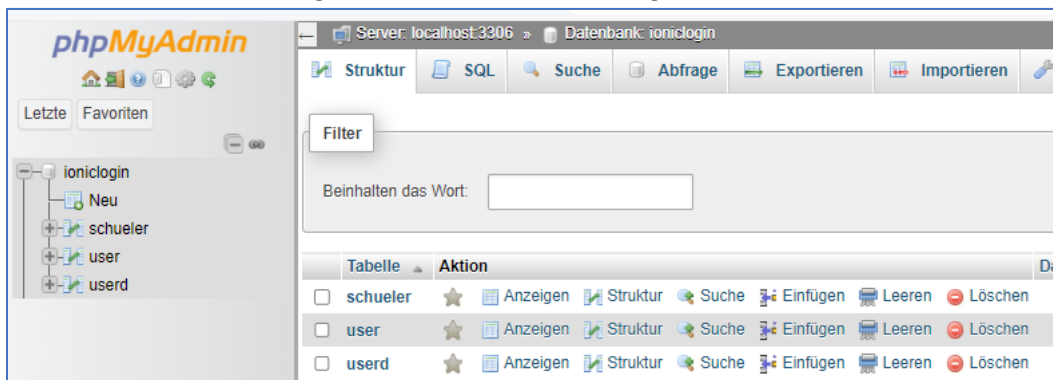 phpMyAdmin
Letzte Favoriten
ioniclogin
Neu
schueler
user
userd
Server: localhost:3306 » Datenbank: ioniclogin
Struktur SQL Suche Abfrage Exportieren Importieren
Filter
Beinhalten das Wort:
Tabelle Aktion
schueler Anzeigen Struktur Suche Einfügen Leeren Löschen
user Anzeigen Struktur Suche Einfügen Leeren Löschen
userd Anzeigen Struktur Suche Einfügen Leeren Löschen